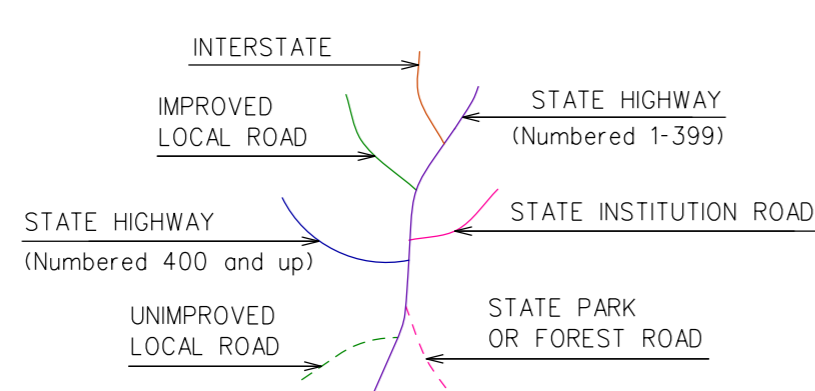 INTERSTATE
STATE HIGHWAY
(Numbered 1-399)
IMPROVED
LOCAL ROAD
STATE INSTITUTION ROAD
STATE HIGHWAY
(Numbered 400 and up)
UNIMPROVED
LOCAL ROAD
STATE PARK
OR FOREST ROAD